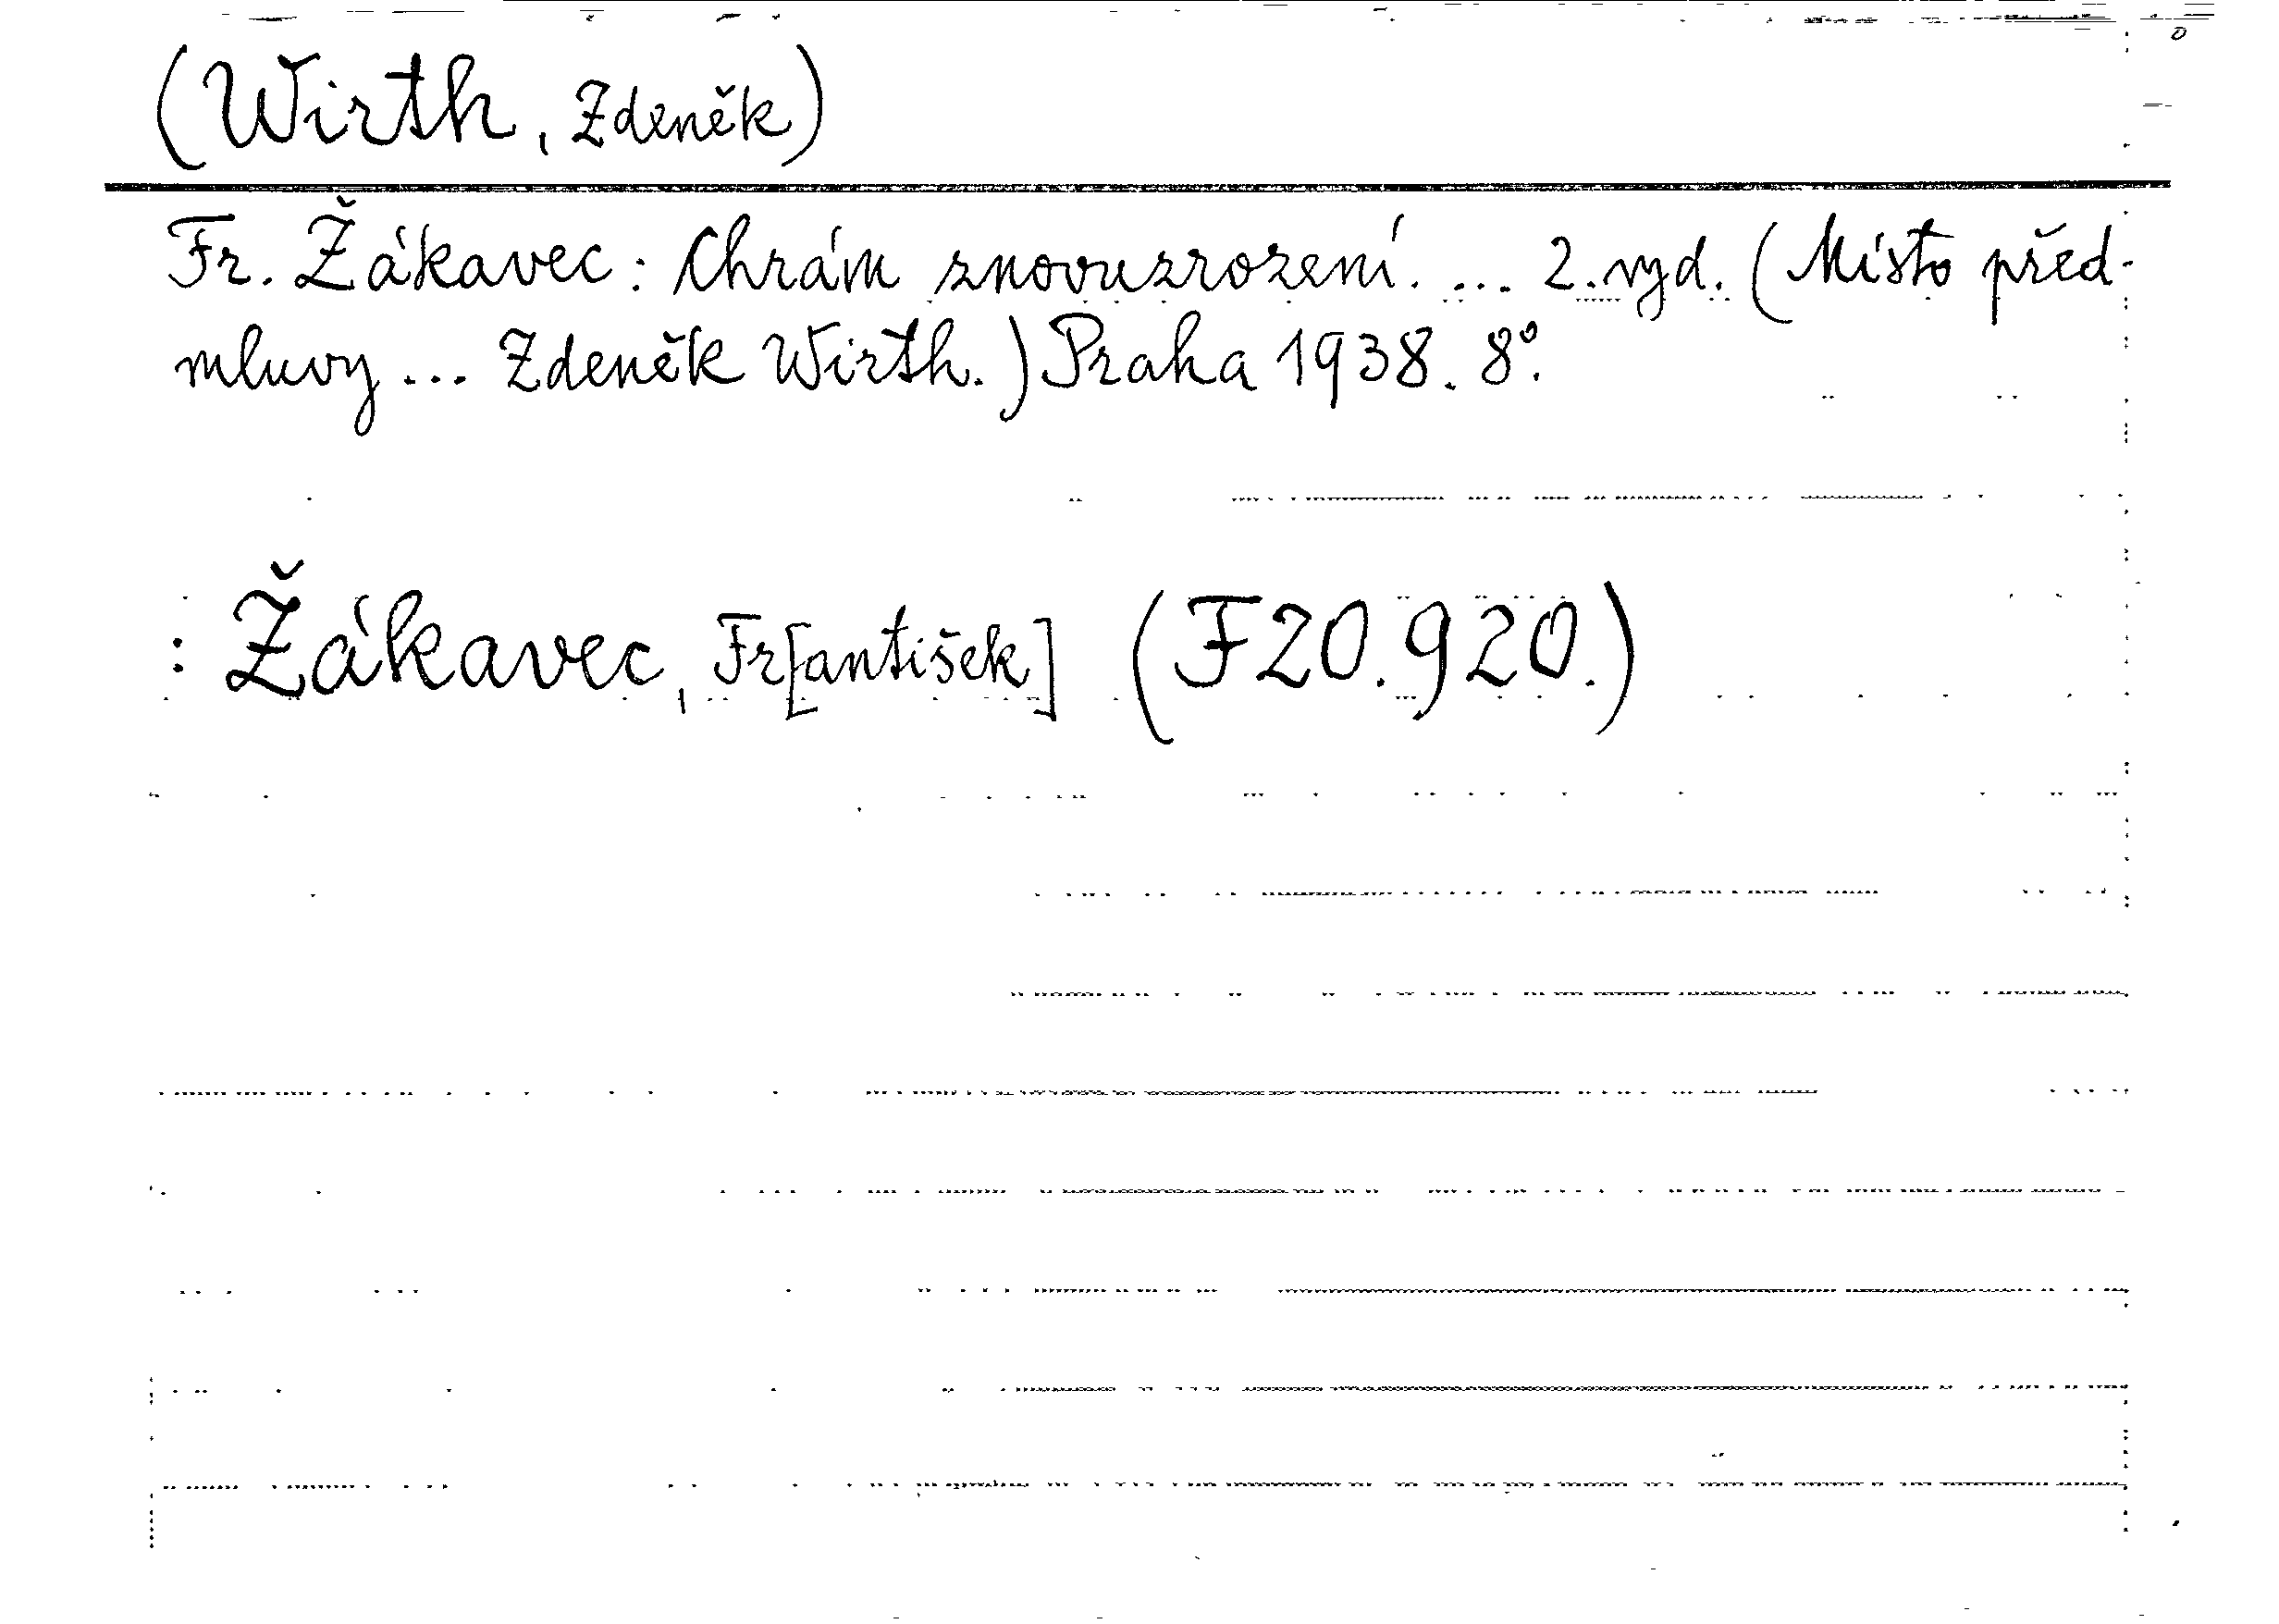 (Wirth, Zdeněk)
Fr. Žákavec: Chrám znovuzrození. ... 2. vyd. (Místo před-
mluvy ... Zdeněk Wirth.) Praha 1938. 8°.
: Žákavec, Fr[antišek] (F20.920.)